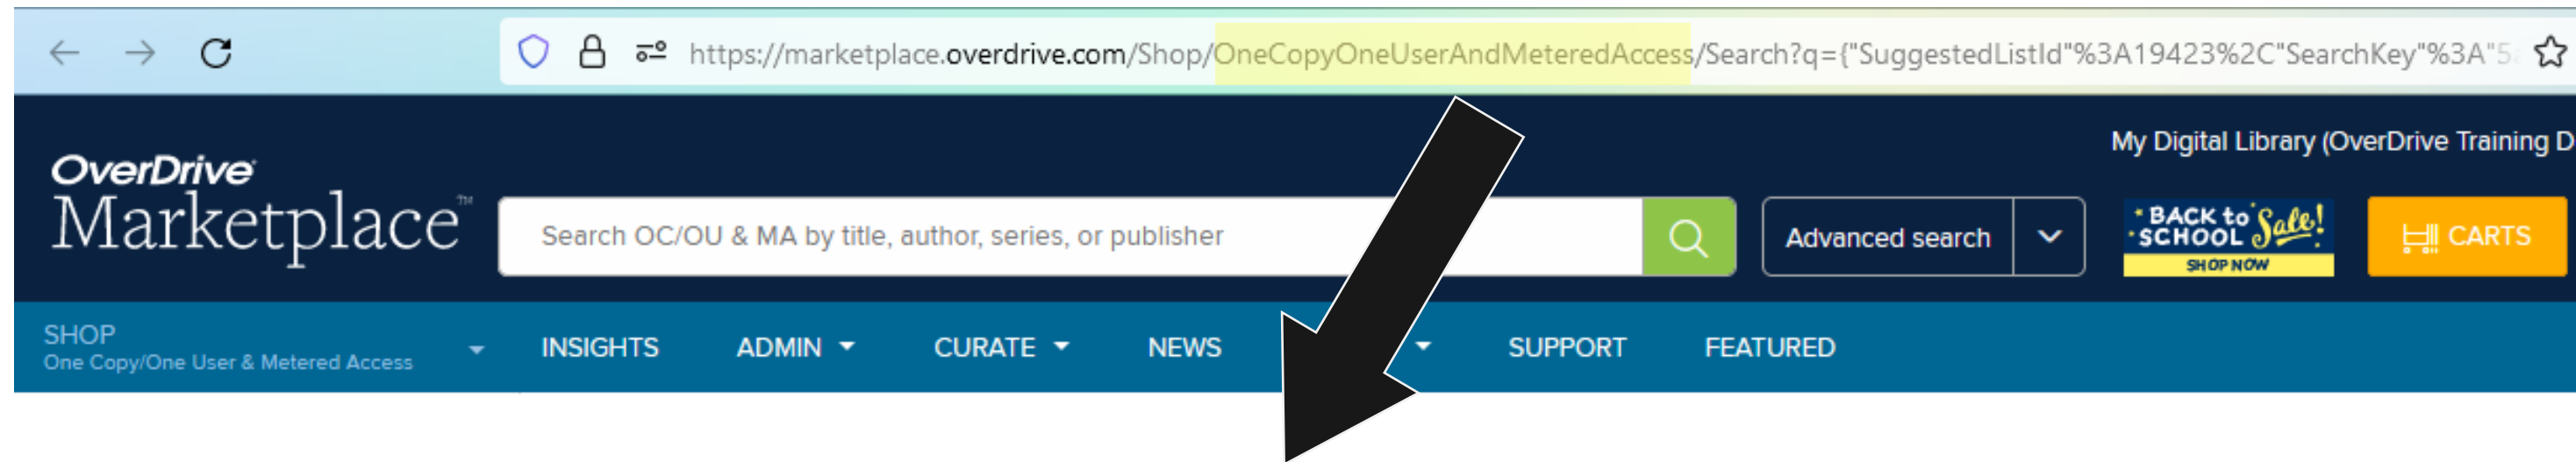 https://marketplace.overdrive.com/Shop/OneCopyOneUserAndMeteredAccess/Search?q={"SuggestedListId"%3A19423%2C"SearchKey"%3A"5
My Digital Library (OverDrive Training D
OverDrive
Marketplace™
Search OC/OU & MA by title, author, series, or publisher
Advanced search
BACK to SCHOOL Sale!
SHOP NOW
CARTS
SHOP
One Copy/One User & Metered Access
INSIGHTS
ADMIN
CURATE
NEWS
SUPPORT
FEATURED